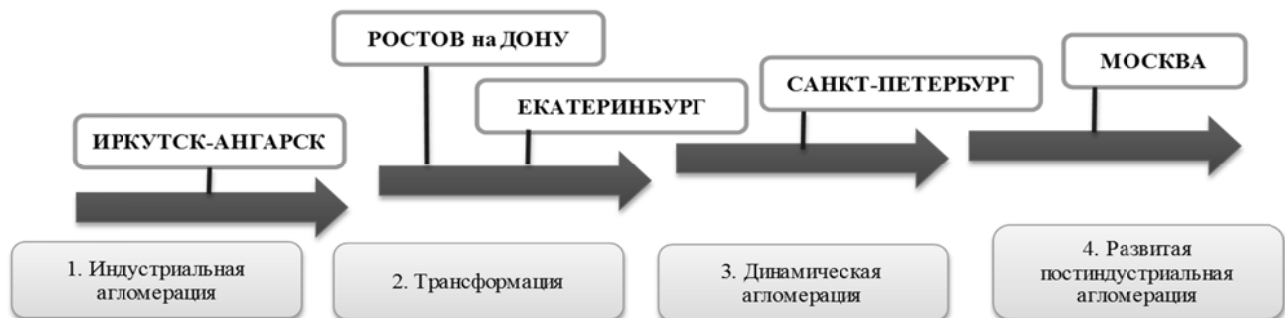 РОСТОВ на ДОНУ
МОСКВА
САНКТ-ПЕТЕРБУРГ
ЕКАТЕРИНБУРГ
ИРКУТСК-АНГАРСК
1. Индустриальная
агломерация
2. Трансформация
3. Динамическая
агломерация
4. Развитая
постиндустриальная
агломерация